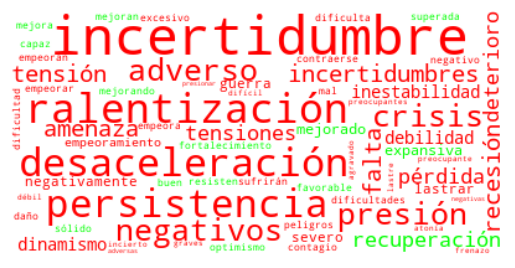 mejoran excesivo dificulta superada
mejora incertidumbre
capaz
empeoran contraerse negativo
tensión adverso guerra incertidumbres
empeorar mejorando presionar difícil mal inestabilidad
ralentización preocupantes crisis
dificultad amenaza empeora tensiones mejorado debilidad
empeoramiento fortalecimiento expansiva
desaceleración agravado falta preocupante pérdida
negativamente buen resisten sufrirán favorable lastre lastrar
débil persistencia dificultades presión negativas
daño sólido negativos peligros atonía
dinamismo incierto graves optimismo severo recuperación
adversas contagio frenazo
recesión deterioro